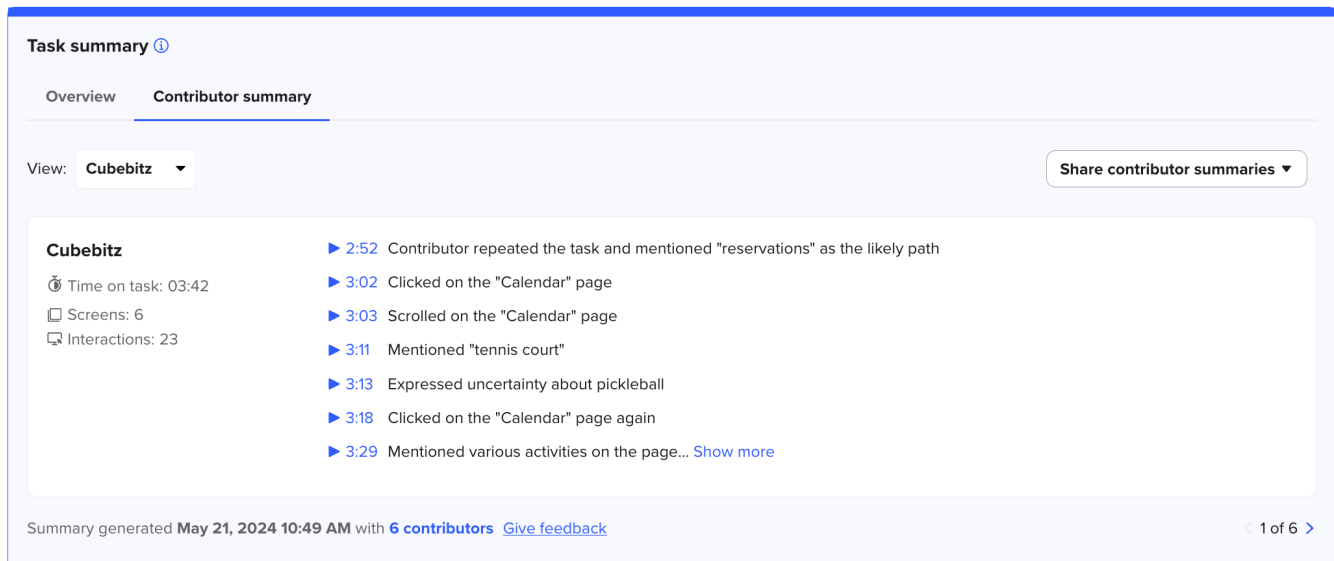 Task summary
Overview Contributor summary
View: Cubebitz
Share contributor summaries
Cubebitz
Time on task: 03:42
Screens: 6
Interactions: 23
2:52 Contributor repeated the task and mentioned "reservations" as the likely path
3:02 Clicked on the "Calendar" page
3:03 Scrolled on the "Calendar" page
3:11 Mentioned "tennis court"
3:13 Expressed uncertainty about pickleball
3:18 Clicked on the "Calendar" page again
3:29 Mentioned various activities on the page... Show more
Summary generated May 21, 2024 10:49 AM with 6 contributors Give feedback
1 of 6